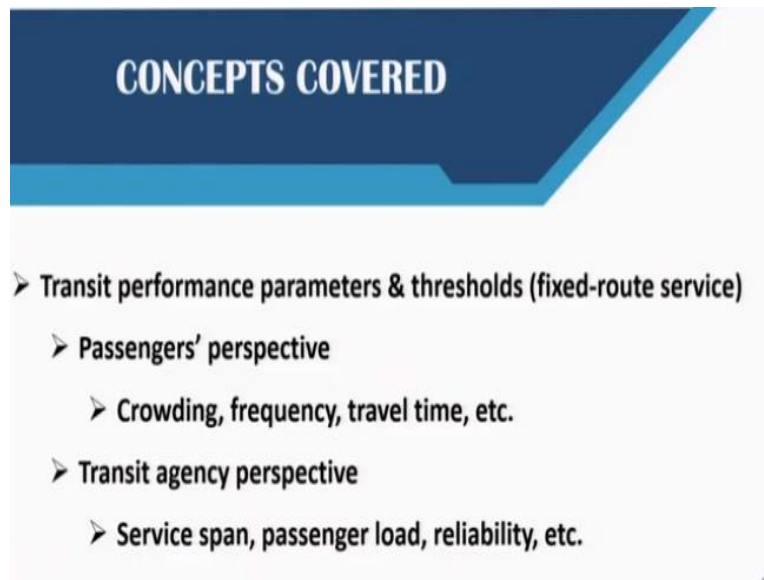 CONCEPTS COVERED
➢ Transit performance parameters & thresholds (fixed-route service)
➢ Passengers' perspective
➢ Crowding, frequency, travel time, etc.
➢ Transit agency perspective
➢ Service span, passenger load, reliability, etc.